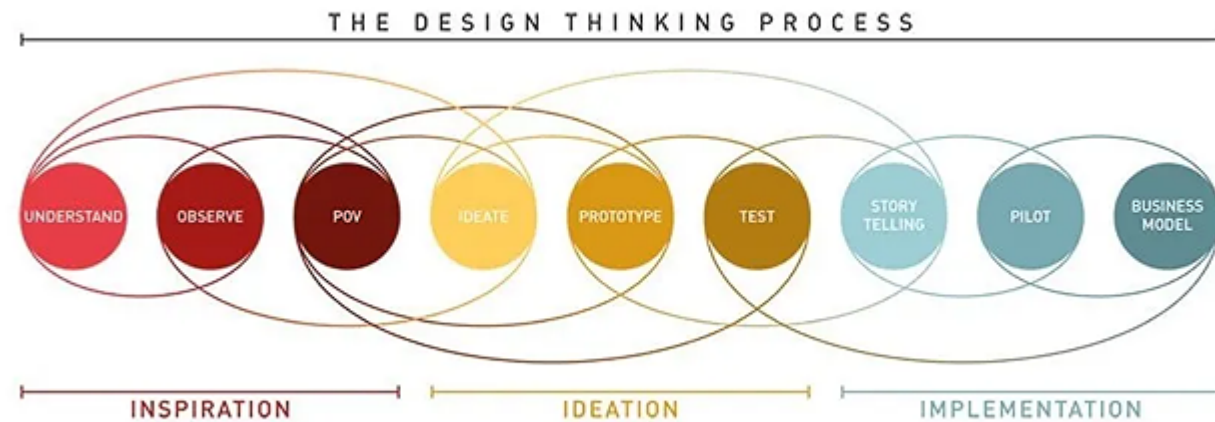 THE DESIGN THINKING PROCESS
UNDERSTAND
OBSERVE
POV
IDEATE
PROTOTYPE
TEST
STORY
TELLING
PILOT
BUSINESS
MODEL
INSPIRATION
IDEATION
IMPLEMENTATION